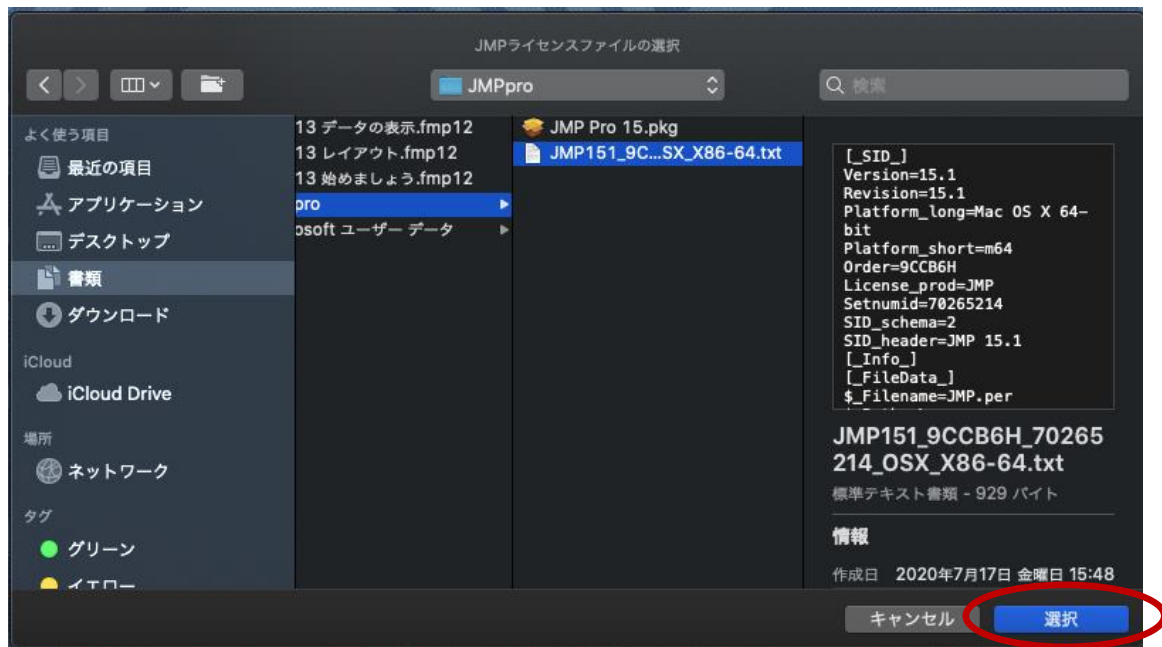 JMPライセンスファイルの選択
JMPpro
検索
よく使う項目
最近の項目
アプリケーション
デスクトップ
書類
ダウンロード
iCloud
iCloud Drive
場所
ネットワーク
タグ
グリーン
イエロー
13 データの表示.fmp12
13 レイアウト.fmp12
13 始めましょう.fmp12
pro
osoft ユーザー データ
JMP Pro 15.pkg
JMP151_9C...SX_X86-64.txt
[_SID_]
Version=15.1
Revision=15.1
Platform_long=Mac OS X 64-
bit
Platform_short=m64
Order=9CCB6H
License_prod=JMP
Setnumid=70265214
SID_schema=2
SID_header=JMP 15.1
[_Info_]
[_FileData_]
$_Filename=JMP.per
JMP151_9CCB6H_70265
214_OSX_X86-64.txt
標準テキスト書類 - 929 バイト
情報
作成日 2020年7月17日 金曜日 15:48
キャンセル
選択